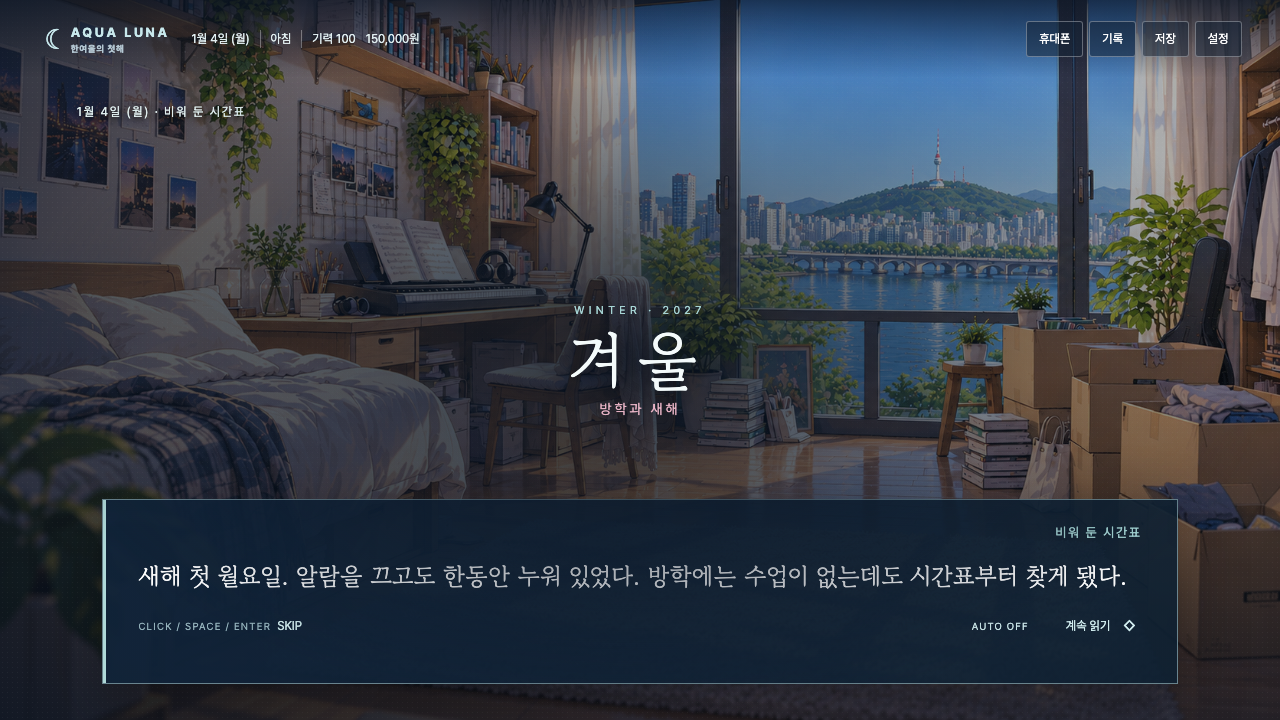 AQUA LUNA
한여울의 첫해
1월 4일 (월)
아침
기력 100
150,000원
휴대폰
기록
저장
설정
1월 4일 (월) · 비워 둔 시간표
WINTER · 2027
겨울
방학과 새해
비워 둔 시간표
새해 첫 월요일. 알람을 끄고도 한동안 누워 있었다. 방학에는 수업이 없는데도 시간표부터 찾게 됐다.
CLICK / SPACE / ENTER SKIP
AUTO OFF
계속 읽기